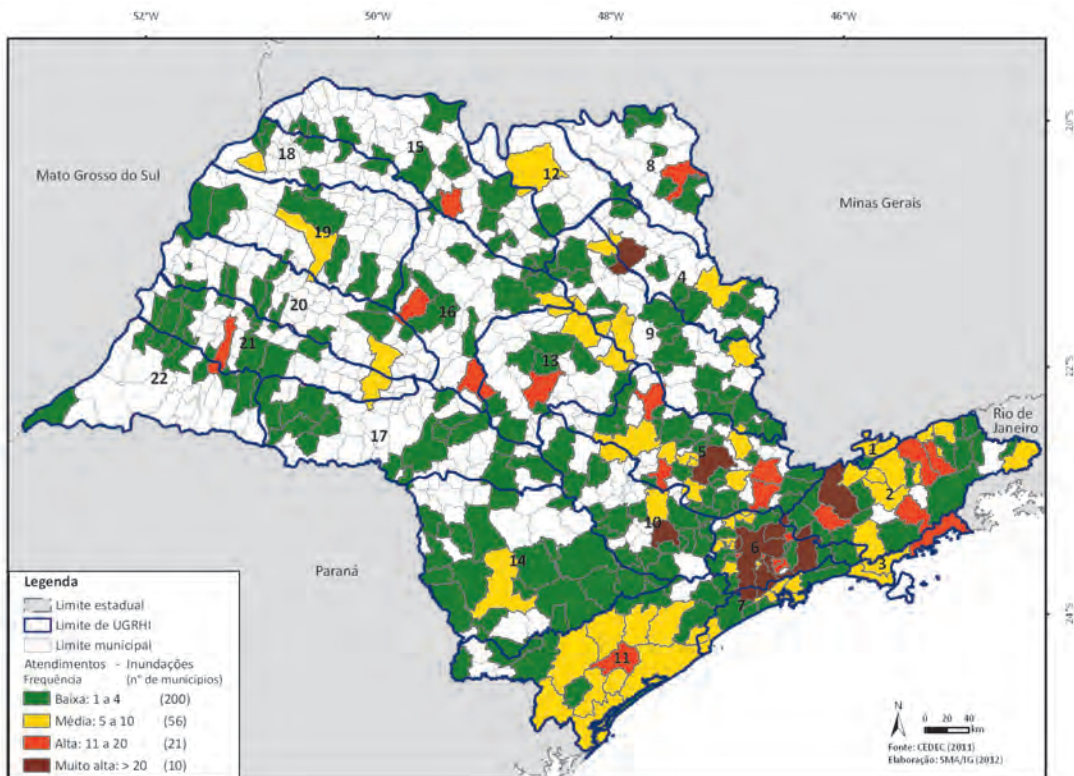 52°W 50°W 48°W 46°W
20°S
Mato Grosso do Sul
Minas Gerais
18
15
12
8
19
4
20
16
9
22°S
21
13
22
17
Rio de
Janeiro
5
1
2
10
6
3
14
Paraná
7
24°S
11
Legenda
Limite estadual
Limite de UGRHI
Limite municipal
Atendimentos - Inundações
Frequência (n° de municípios)
Baixa: 1 a 4 (200)
Média: 5 a 10 (56)
Alta: 11 a 20 (21)
Muito alta: > 20 (10)
N
0 20 40
km
Fonte: CEDEC (2011)
Elaboração: SMA/IG (2012)